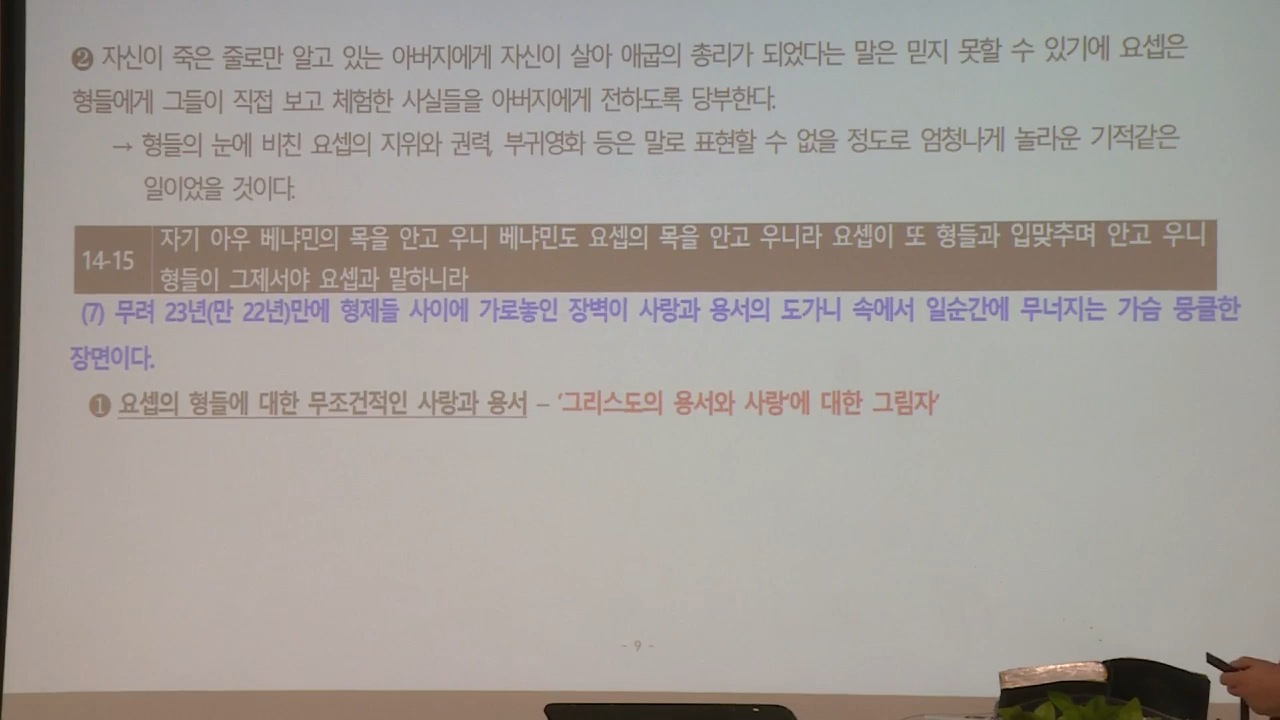 ❷ 자신이 죽은 줄로만 알고 있는 아버지에게 자신이 살아 애굽의 총리가 되었다는 말은 믿지 못할 수 있기에 요셉은
형들에게 그들이 직접 보고 체험한 사실들을 아버지에게 전하도록 당부한다.
→ 형들의 눈에 비친 요셉의 지위와 권력, 부귀영화 등은 말로 표현할 수 없을 정도로 엄청나게 놀라운 기적같은
일이었을 것이다.
14-15
자기 아우 베냐민의 목을 안고 우니 베냐민도 요셉의 목을 안고 우니라 요셉이 또 형들과 입맞추며 안고 우니
형들이 그제서야 요셉과 말하니라
(7) 무려 23년(만 22년)만에 형제들 사이에 가로놓인 장벽이 사랑과 용서의 도가니 속에서 일순간에 무너지는 가슴 뭉클한
장면이다.
❶ 요셉의 형들에 대한 무조건적인 사랑과 용서 – ‘그리스도의 용서와 사랑’에 대한 그림자’
- 9 -